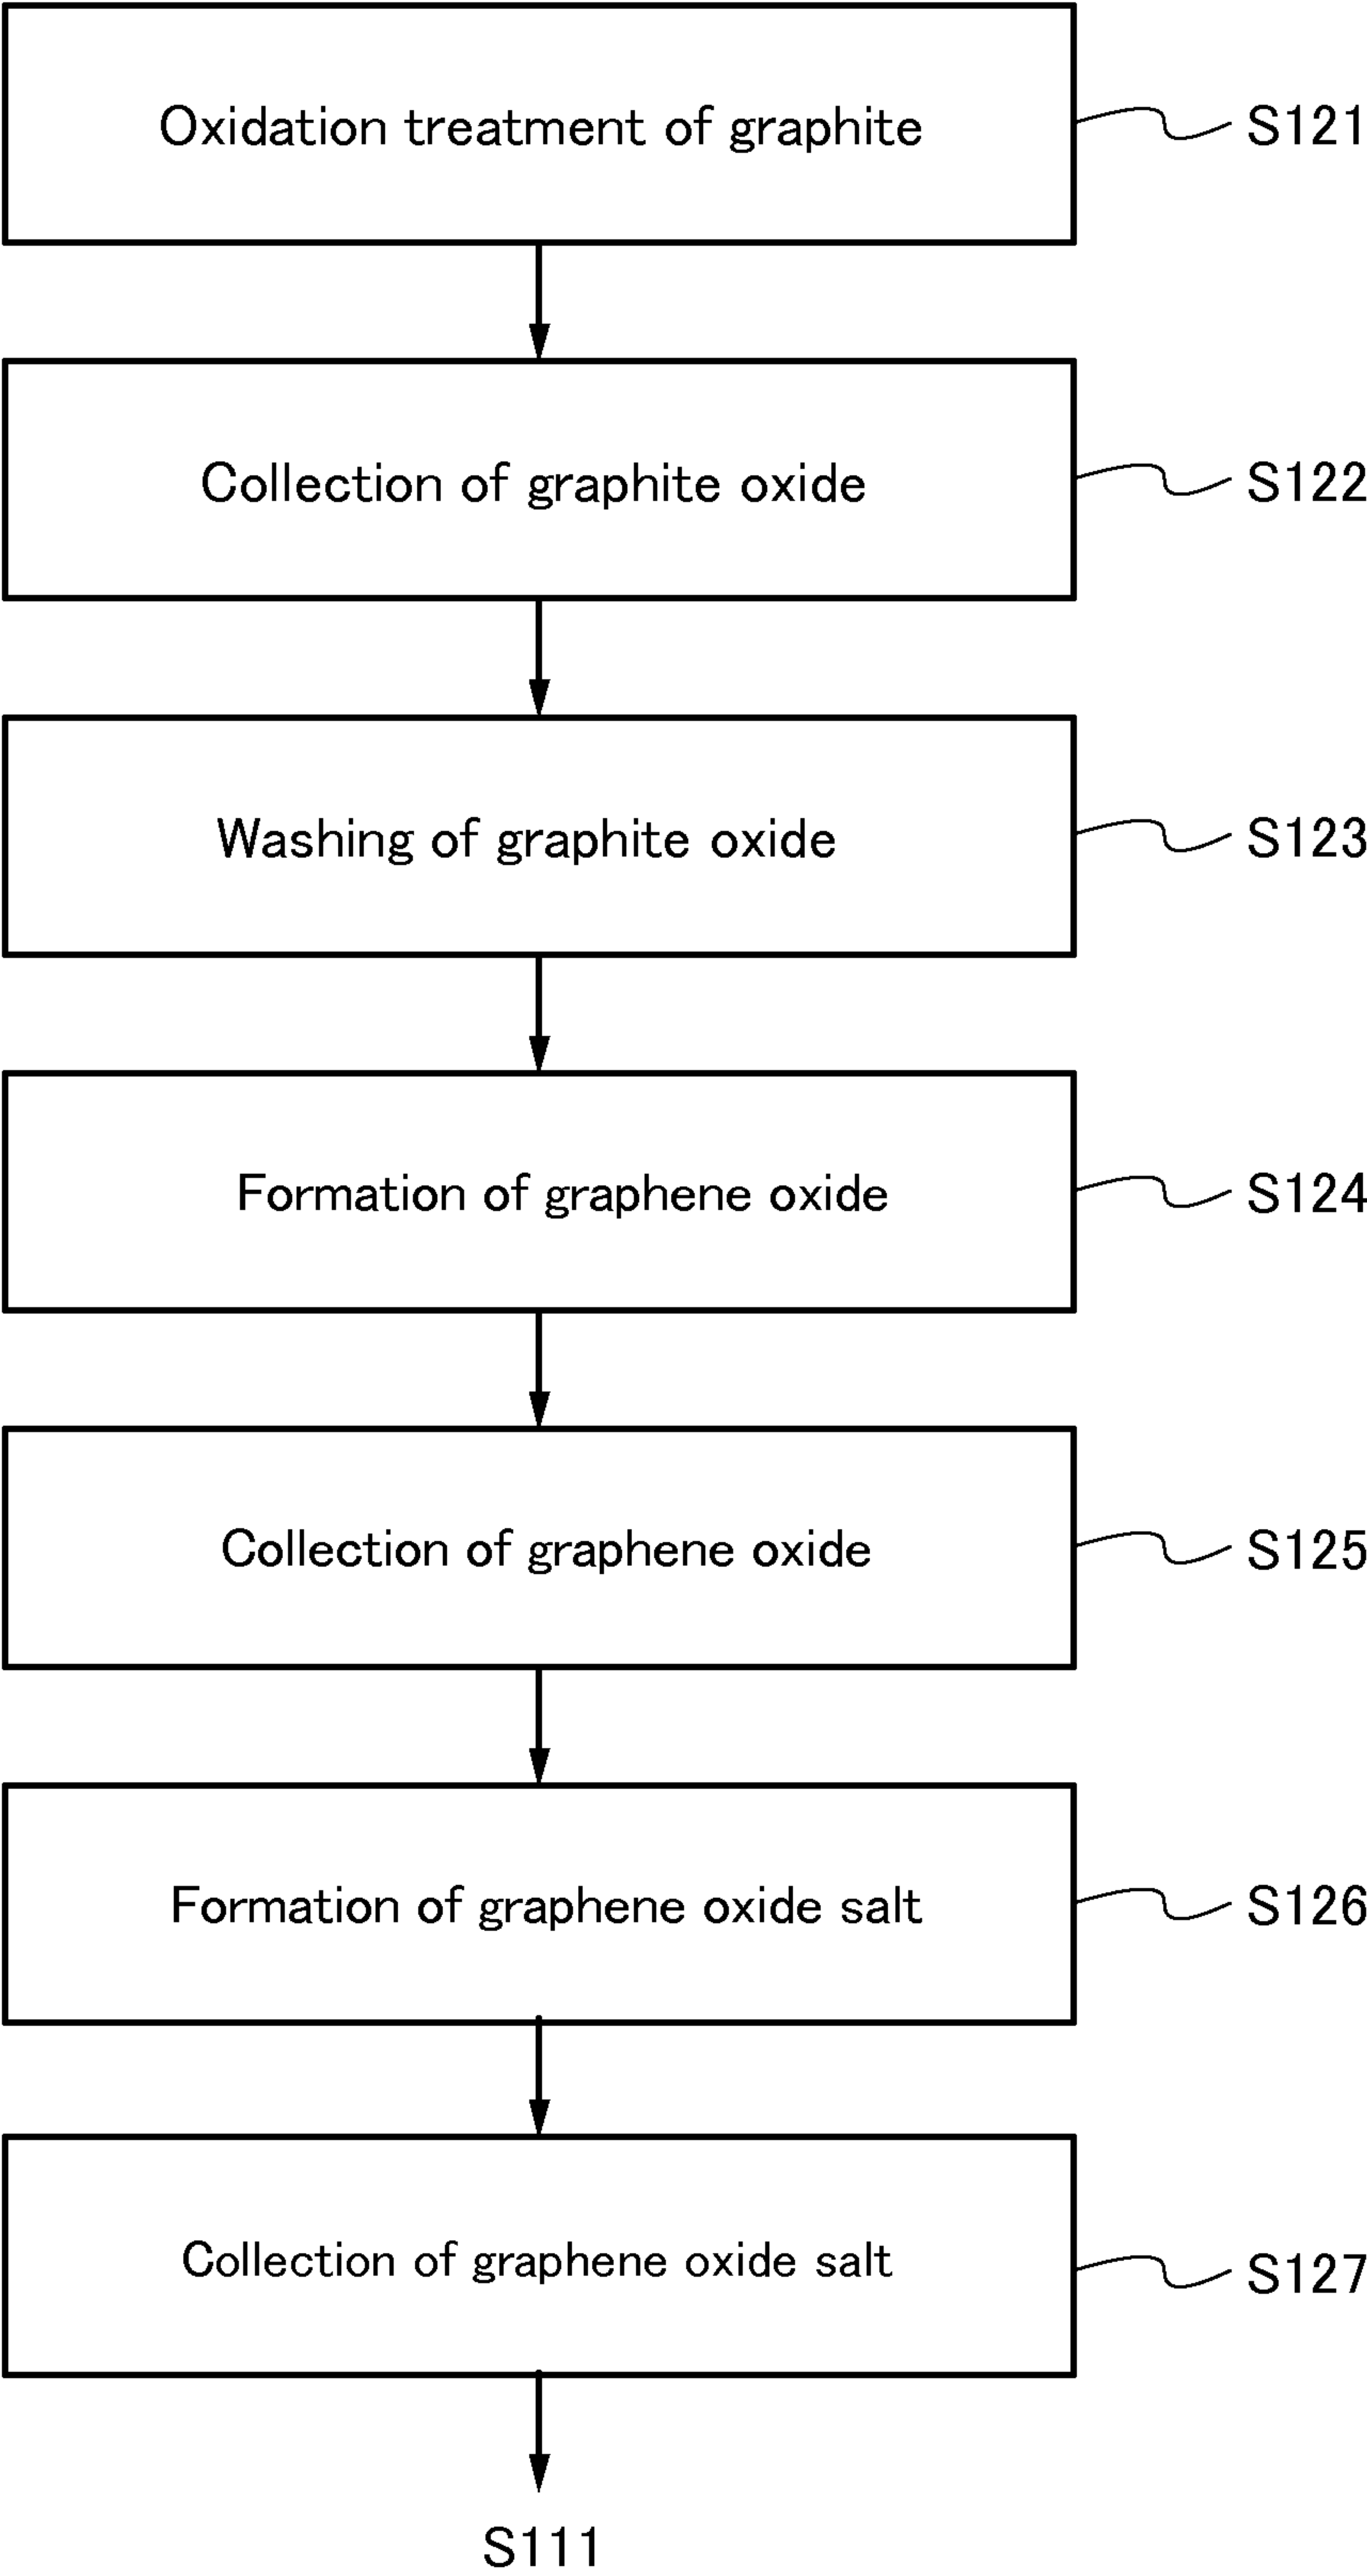 Oxidation treatment of graphite
S121
Collection of graphite oxide
S122
Washing of graphite oxide
S123
Formation of graphene oxide
S124
Collection of graphene oxide
S125
Formation of graphene oxide salt
S126
Collection of graphene oxide salt
S127
S111